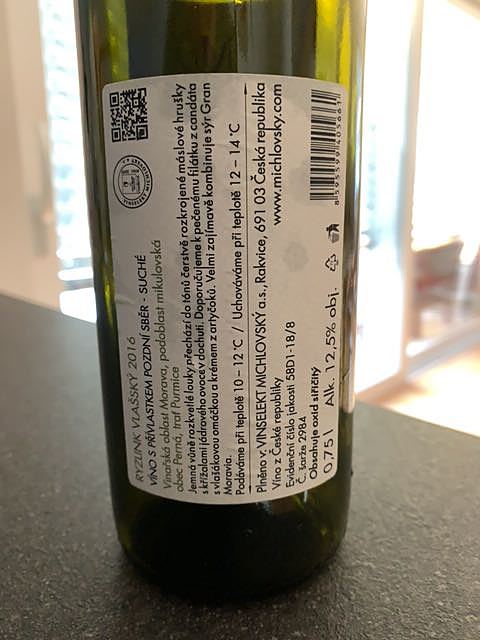 RYZLINK VLAŠSKÝ 2016
VÍNO S PŘÍVLASTKEM POZDNÍ SBĚR - SUCHÉ
Vinařská oblast Morava, podoblast mikulovská
obec Perná, trať Purmice
Jemná vůně rozkvetlé louky přechází do tónů čerstvě rozkrojené máslové hrušky
s křížalami jádrového ovoce v dochuti. Doporučujeme k pečenému filátku z candáta
s vlašákovou omáčkou a krémem z artyčoků. Velmi zajímavě kombinuje sýr Gran
Moravia.
Podáváme při teplotě 10 – 12°C / Uchováváme při teplotě 12 – 14°C
Plněno v: VINSELEKT MICHLOVSKÝ a.s., Rakvice, 691 03 Česká republika
Víno z České republiky
www.michlovsky.com
Evidenční číslo jakosti 58D1-18/8
Č. šarže 2984
Obsahuje oxid siřičitý
0,75 l Alk. 12,5% obj.